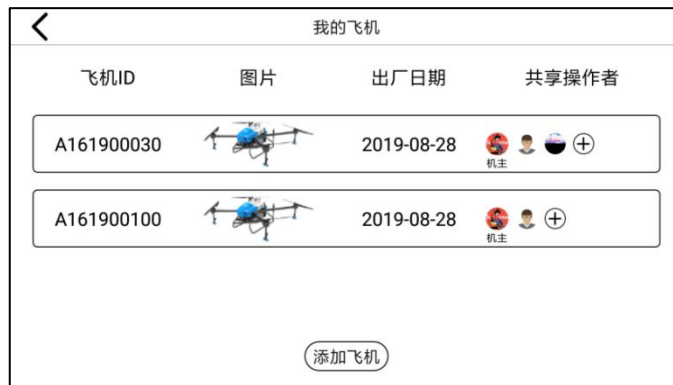 我的飞机
飞机ID 图片 出厂日期 共享操作者
A161900030 2019-08-28 机主
A161900100 2019-08-28 机主
添加飞机